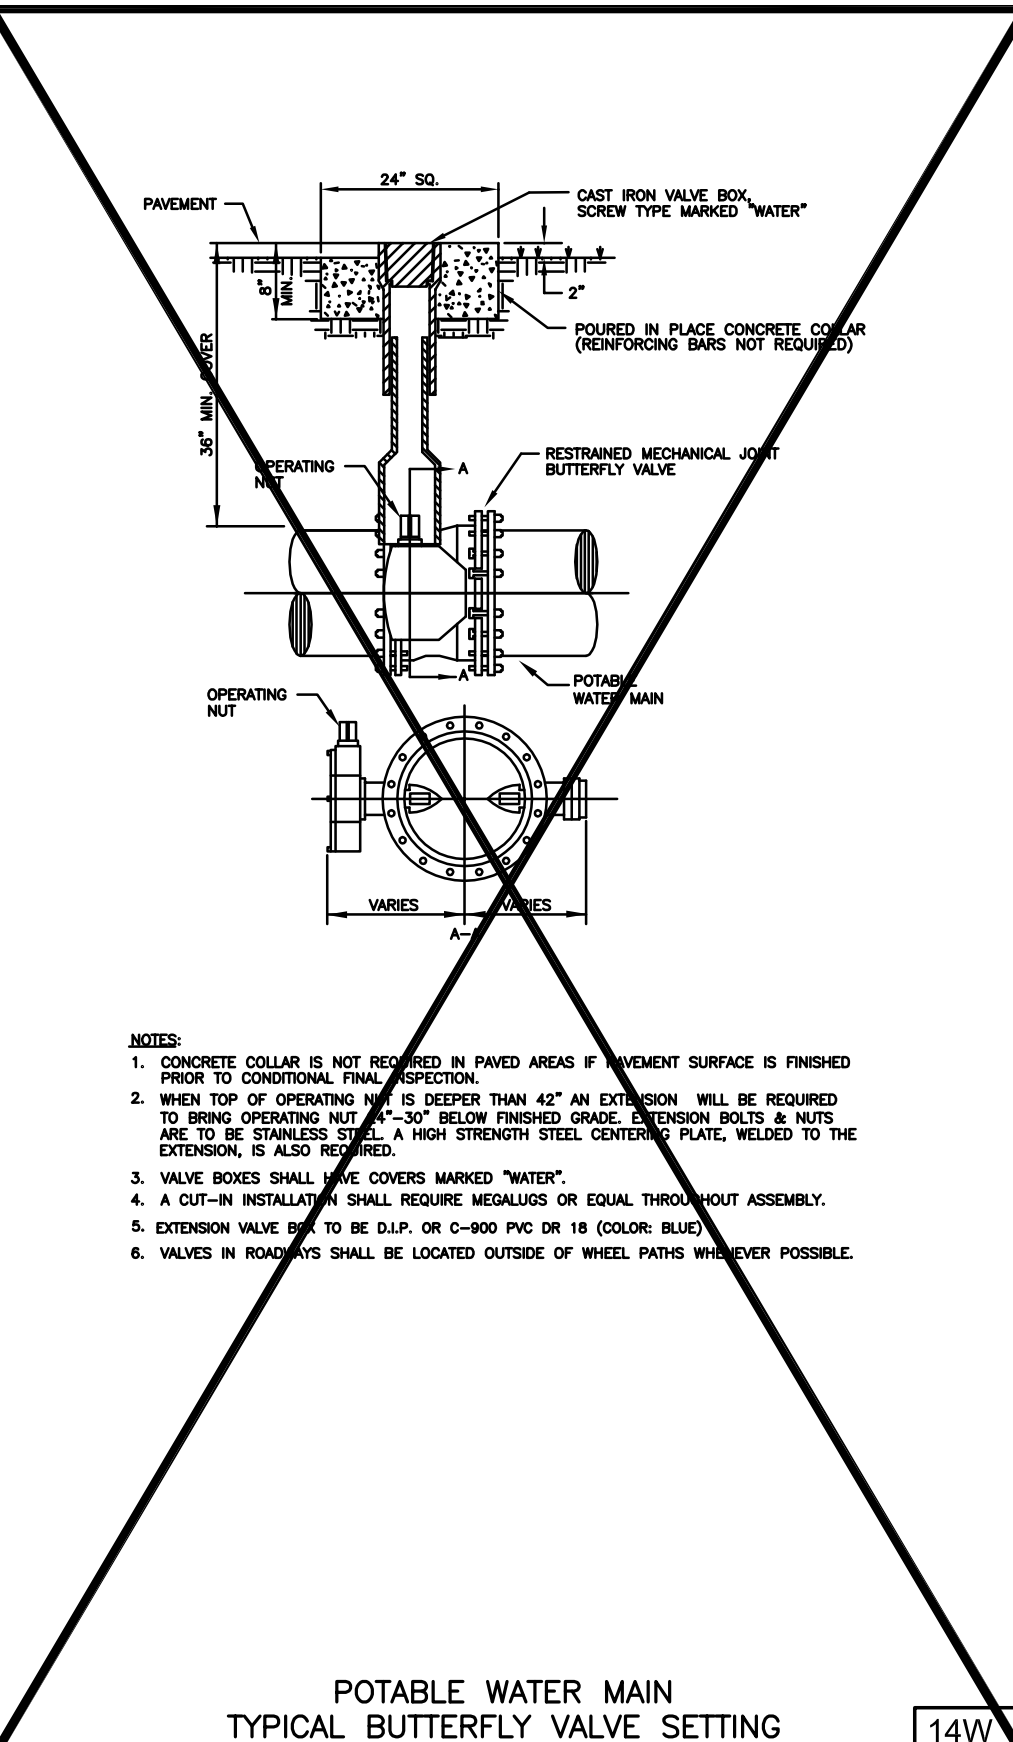 24" SQ.
PAVEMENT
CAST IRON VALVE BOX,
SCREW TYPE MARKED "WATER"
8"
MIN.
2"
POURED IN PLACE CONCRETE COLLAR
(REINFORCING BARS NOT REQUIRED)
36" MIN. COVER
OPERATING
NUT
A
RESTRAINED MECHANICAL JOINT
BUTTERFLY VALVE
A
POTABLE
WATER MAIN
OPERATING
NUT
VARIES
VARIES
A-A
NOTES:
1. CONCRETE COLLAR IS NOT REQUIRED IN PAVED AREAS IF PAVEMENT SURFACE IS FINISHED
PRIOR TO CONDITIONAL FINAL INSPECTION.
2. WHEN TOP OF OPERATING NUT IS DEEPER THAN 42" AN EXTENSION WILL BE REQUIRED
TO BRING OPERATING NUT 24"-30" BELOW FINISHED GRADE. EXTENSION BOLTS & NUTS
ARE TO BE STAINLESS STEEL. A HIGH STRENGTH STEEL CENTERING PLATE, WELDED TO THE
EXTENSION, IS ALSO REQUIRED.
3. VALVE BOXES SHALL HAVE COVERS MARKED "WATER".
4. A CUT-IN INSTALLATION SHALL REQUIRE MEGALUGS OR EQUAL THROUGHOUT ASSEMBLY.
5. EXTENSION VALVE BOX TO BE D.I.P. OR C-900 PVC DR 18 (COLOR: BLUE)
6. VALVES IN ROADWAYS SHALL BE LOCATED OUTSIDE OF WHEEL PATHS WHENEVER POSSIBLE.
POTABLE WATER MAIN
TYPICAL BUTTERFLY VALVE SETTING
14W